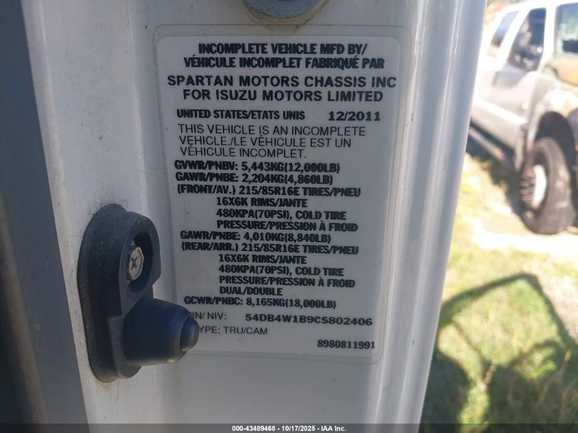 INCOMPLETE VEHICLE MFD BY/
VÉHICULE INCOMPLET FABRIQUÉ PAR
SPARTAN MOTORS CHASSIS INC
FOR ISUZU MOTORS LIMITED
UNITED STATES/ETATS UNIS 12/2011
THIS VEHICLE IS AN INCOMPLETE
VEHICLE./LE VÉHICULE EST UN
VÉHICULE INCOMPLET.
GVWR/PNBV: 5,443KG(12,000LB)
GAWR/PNBE: 2,204KG(4,860LB)
(FRONT/AV.) 215/85R16E TIRES/PNEU
16X6K RIMS/JANTE
480KPA(70PSI), COLD TIRE
PRESSURE/PRESSION À FROID
GAWR/PNBE: 4,010KG(8,840LB)
(REAR/ARR.) 215/85R16E TIRES/PNEU
16X6K RIMS/JANTE
480KPA(70PSI), COLD TIRE
PRESSURE/PRESSION À FROID
DUAL/DOUBLE
GCWR/PNBC: 8,165KG(18,000LB)
IN/NIV: 54DB4W1B9CS802406
YPE: TRU/CAM
8980811991
000-43489468 - 10/17/2025 - IAA Inc.